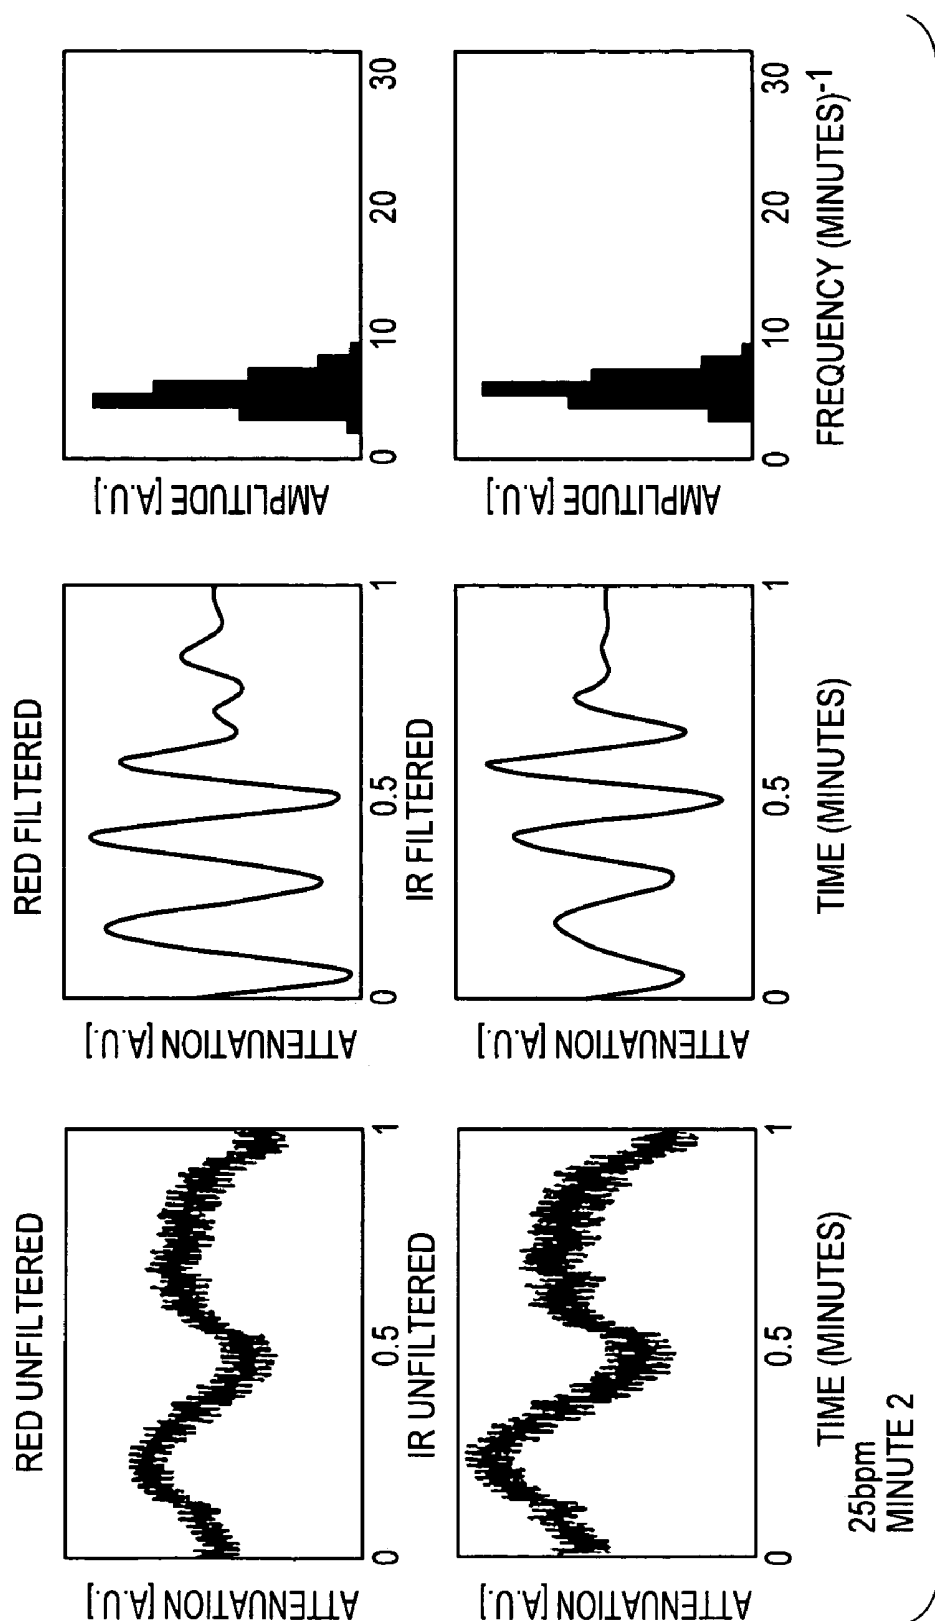 RED UNFILTERED
RED FILTERED
ATTENUATION [A.U.]
0 0.5 1
ATTENUATION [A.U.]
0 0.5 1
AMPLITUDE [A.U.]
0 10 20 30
IR UNFILTERED
IR FILTERED
ATTENUATION [A.U.]
0 0.5 1
ATTENUATION [A.U.]
0 0.5 1
AMPLITUDE [A.U.]
0 10 20 30
TIME (MINUTES)
TIME (MINUTES)
FREQUENCY (MINUTES)-1
25bpm
MINUTE 2